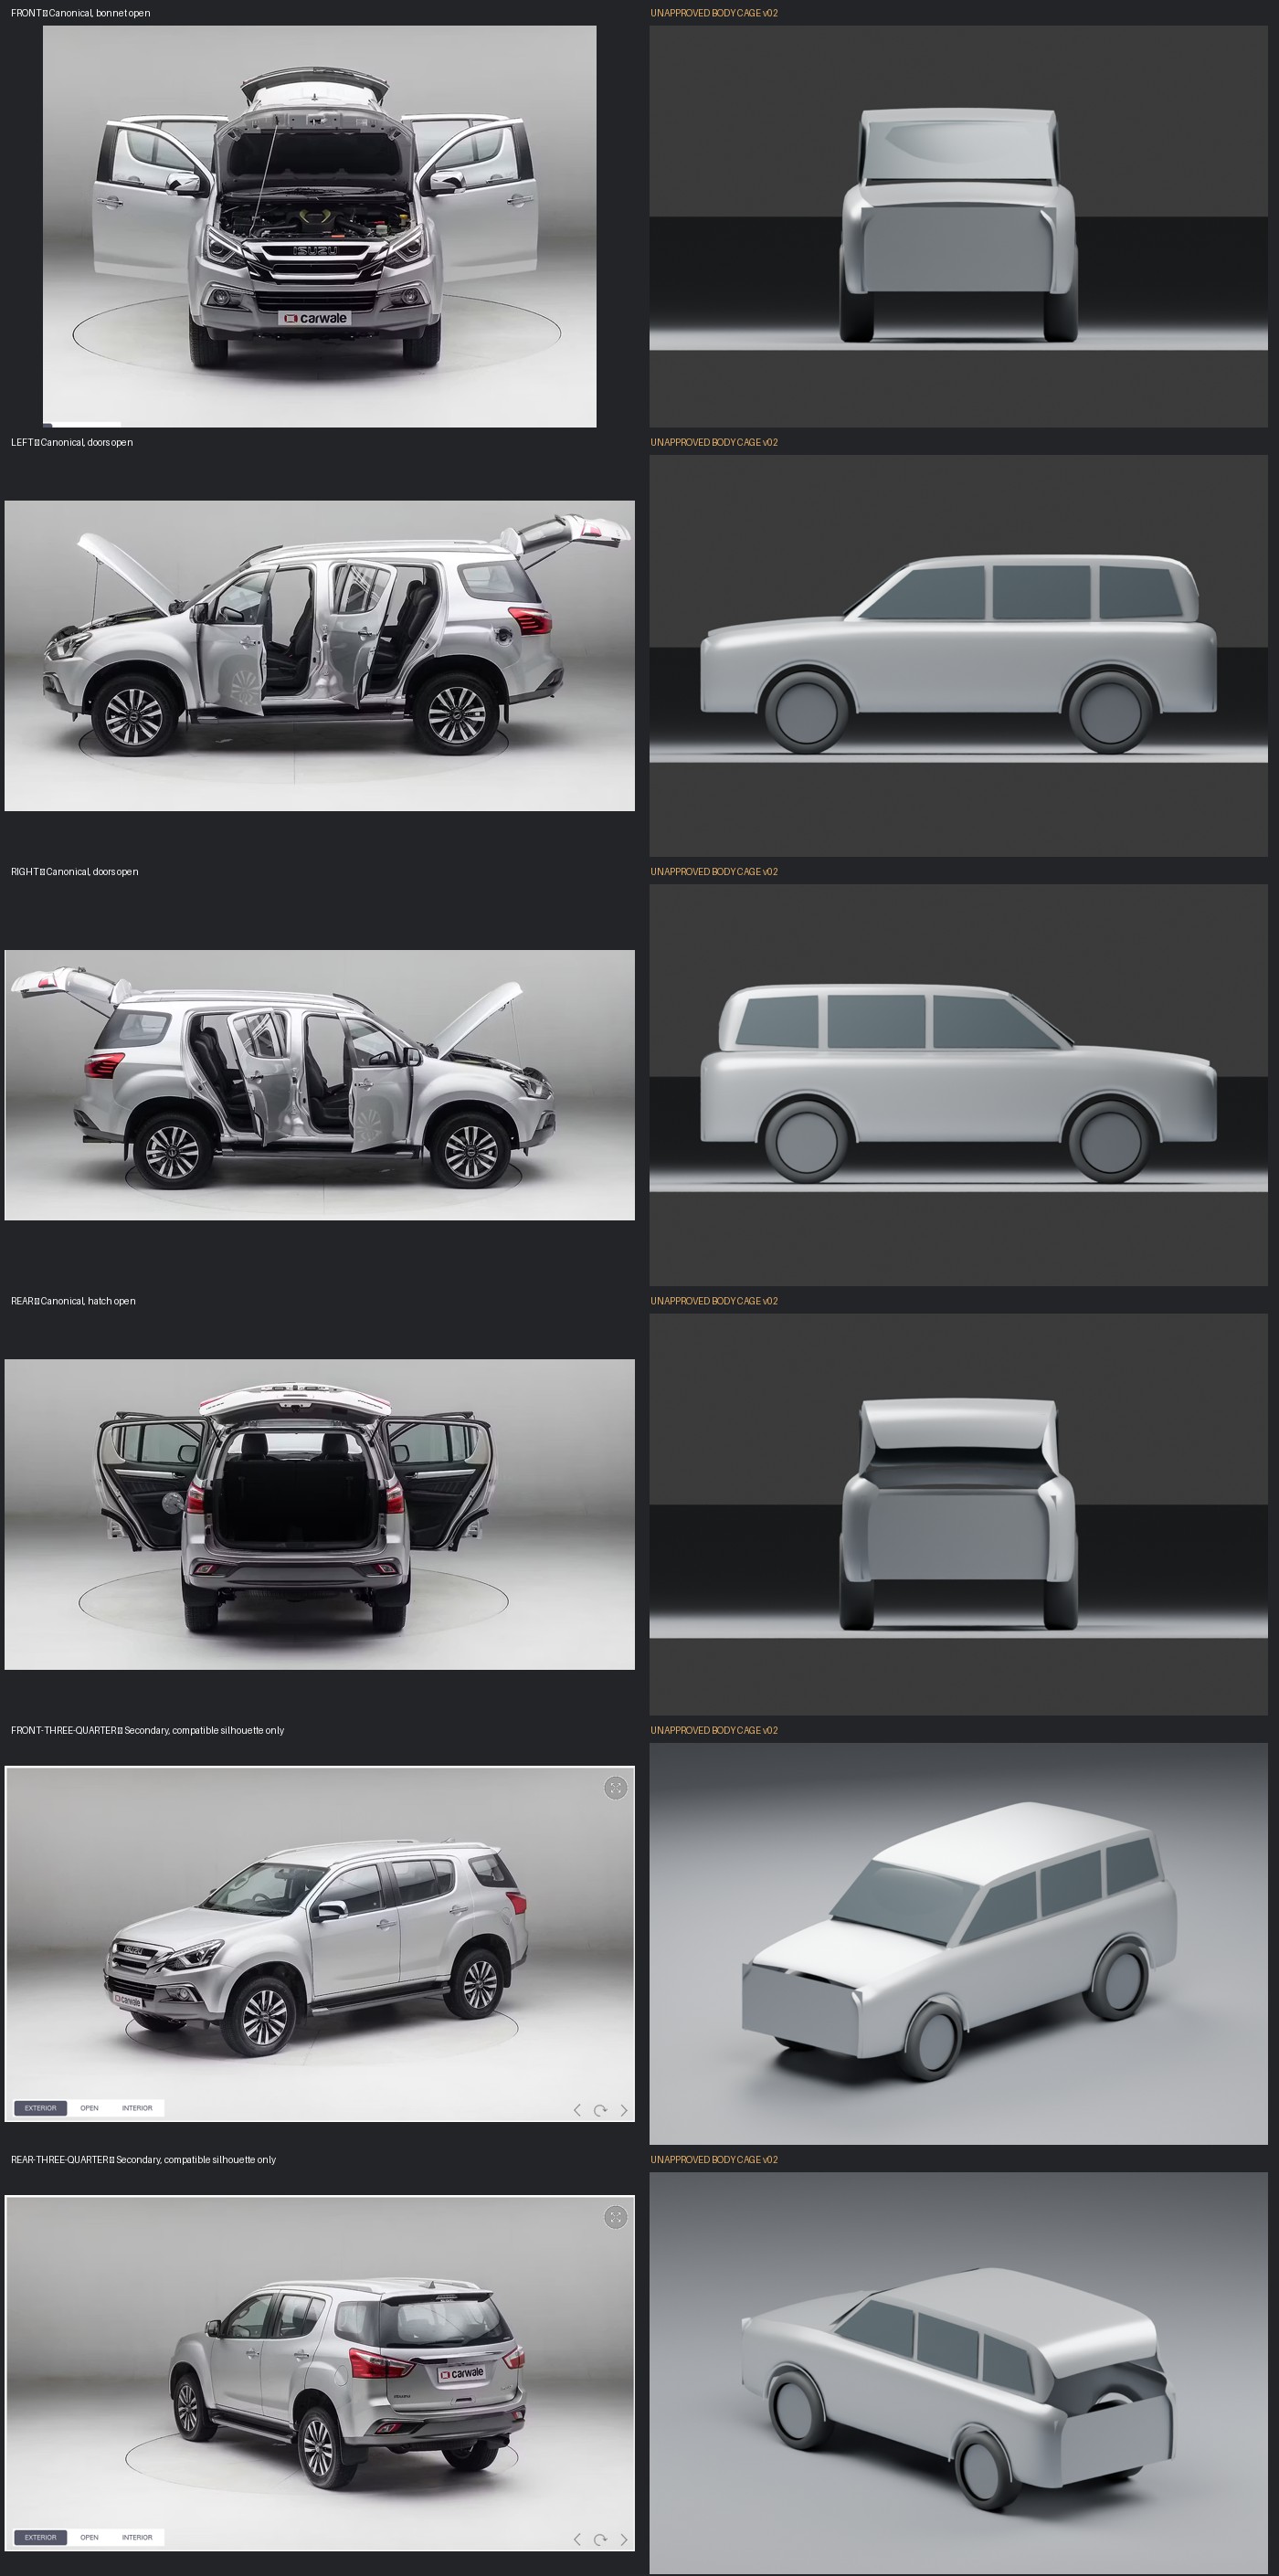 FRONT☒Canonical, bonnet open
UNAPPROVED BODY CAGE v02
ISUZU
carwale
LEFT☒Canonical, doors open
UNAPPROVED BODY CAGE v02
RIGHT☒Canonical, doors open
UNAPPROVED BODY CAGE v02
REAR☒Canonical, hatch open
UNAPPROVED BODY CAGE v02
FRONT-THREE-QUARTER☒ Secondary, compatible silhouette only
UNAPPROVED BODY CAGE v02
ISUZU
carwale
EXTERIOR OPEN INTERIOR
REAR-THREE-QUARTER☒ Secondary, compatible silhouette only
UNAPPROVED BODY CAGE v02
carwale
ISUZU
EXTERIOR OPEN INTERIOR